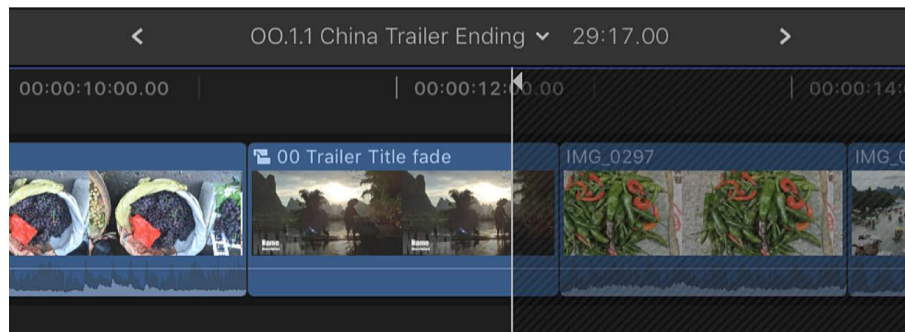 OO.1.1 China Trailer Ending 29:17.00
00:00:10:00.00 00:00:12:00.00 00:00:14:
00 Trailer Title fade IMG_0297 IMG_
Name Name